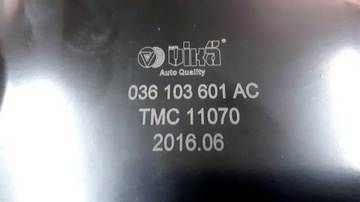 vika®
Auto Quality
036 103 601 AC
TMC 11070
2016.06